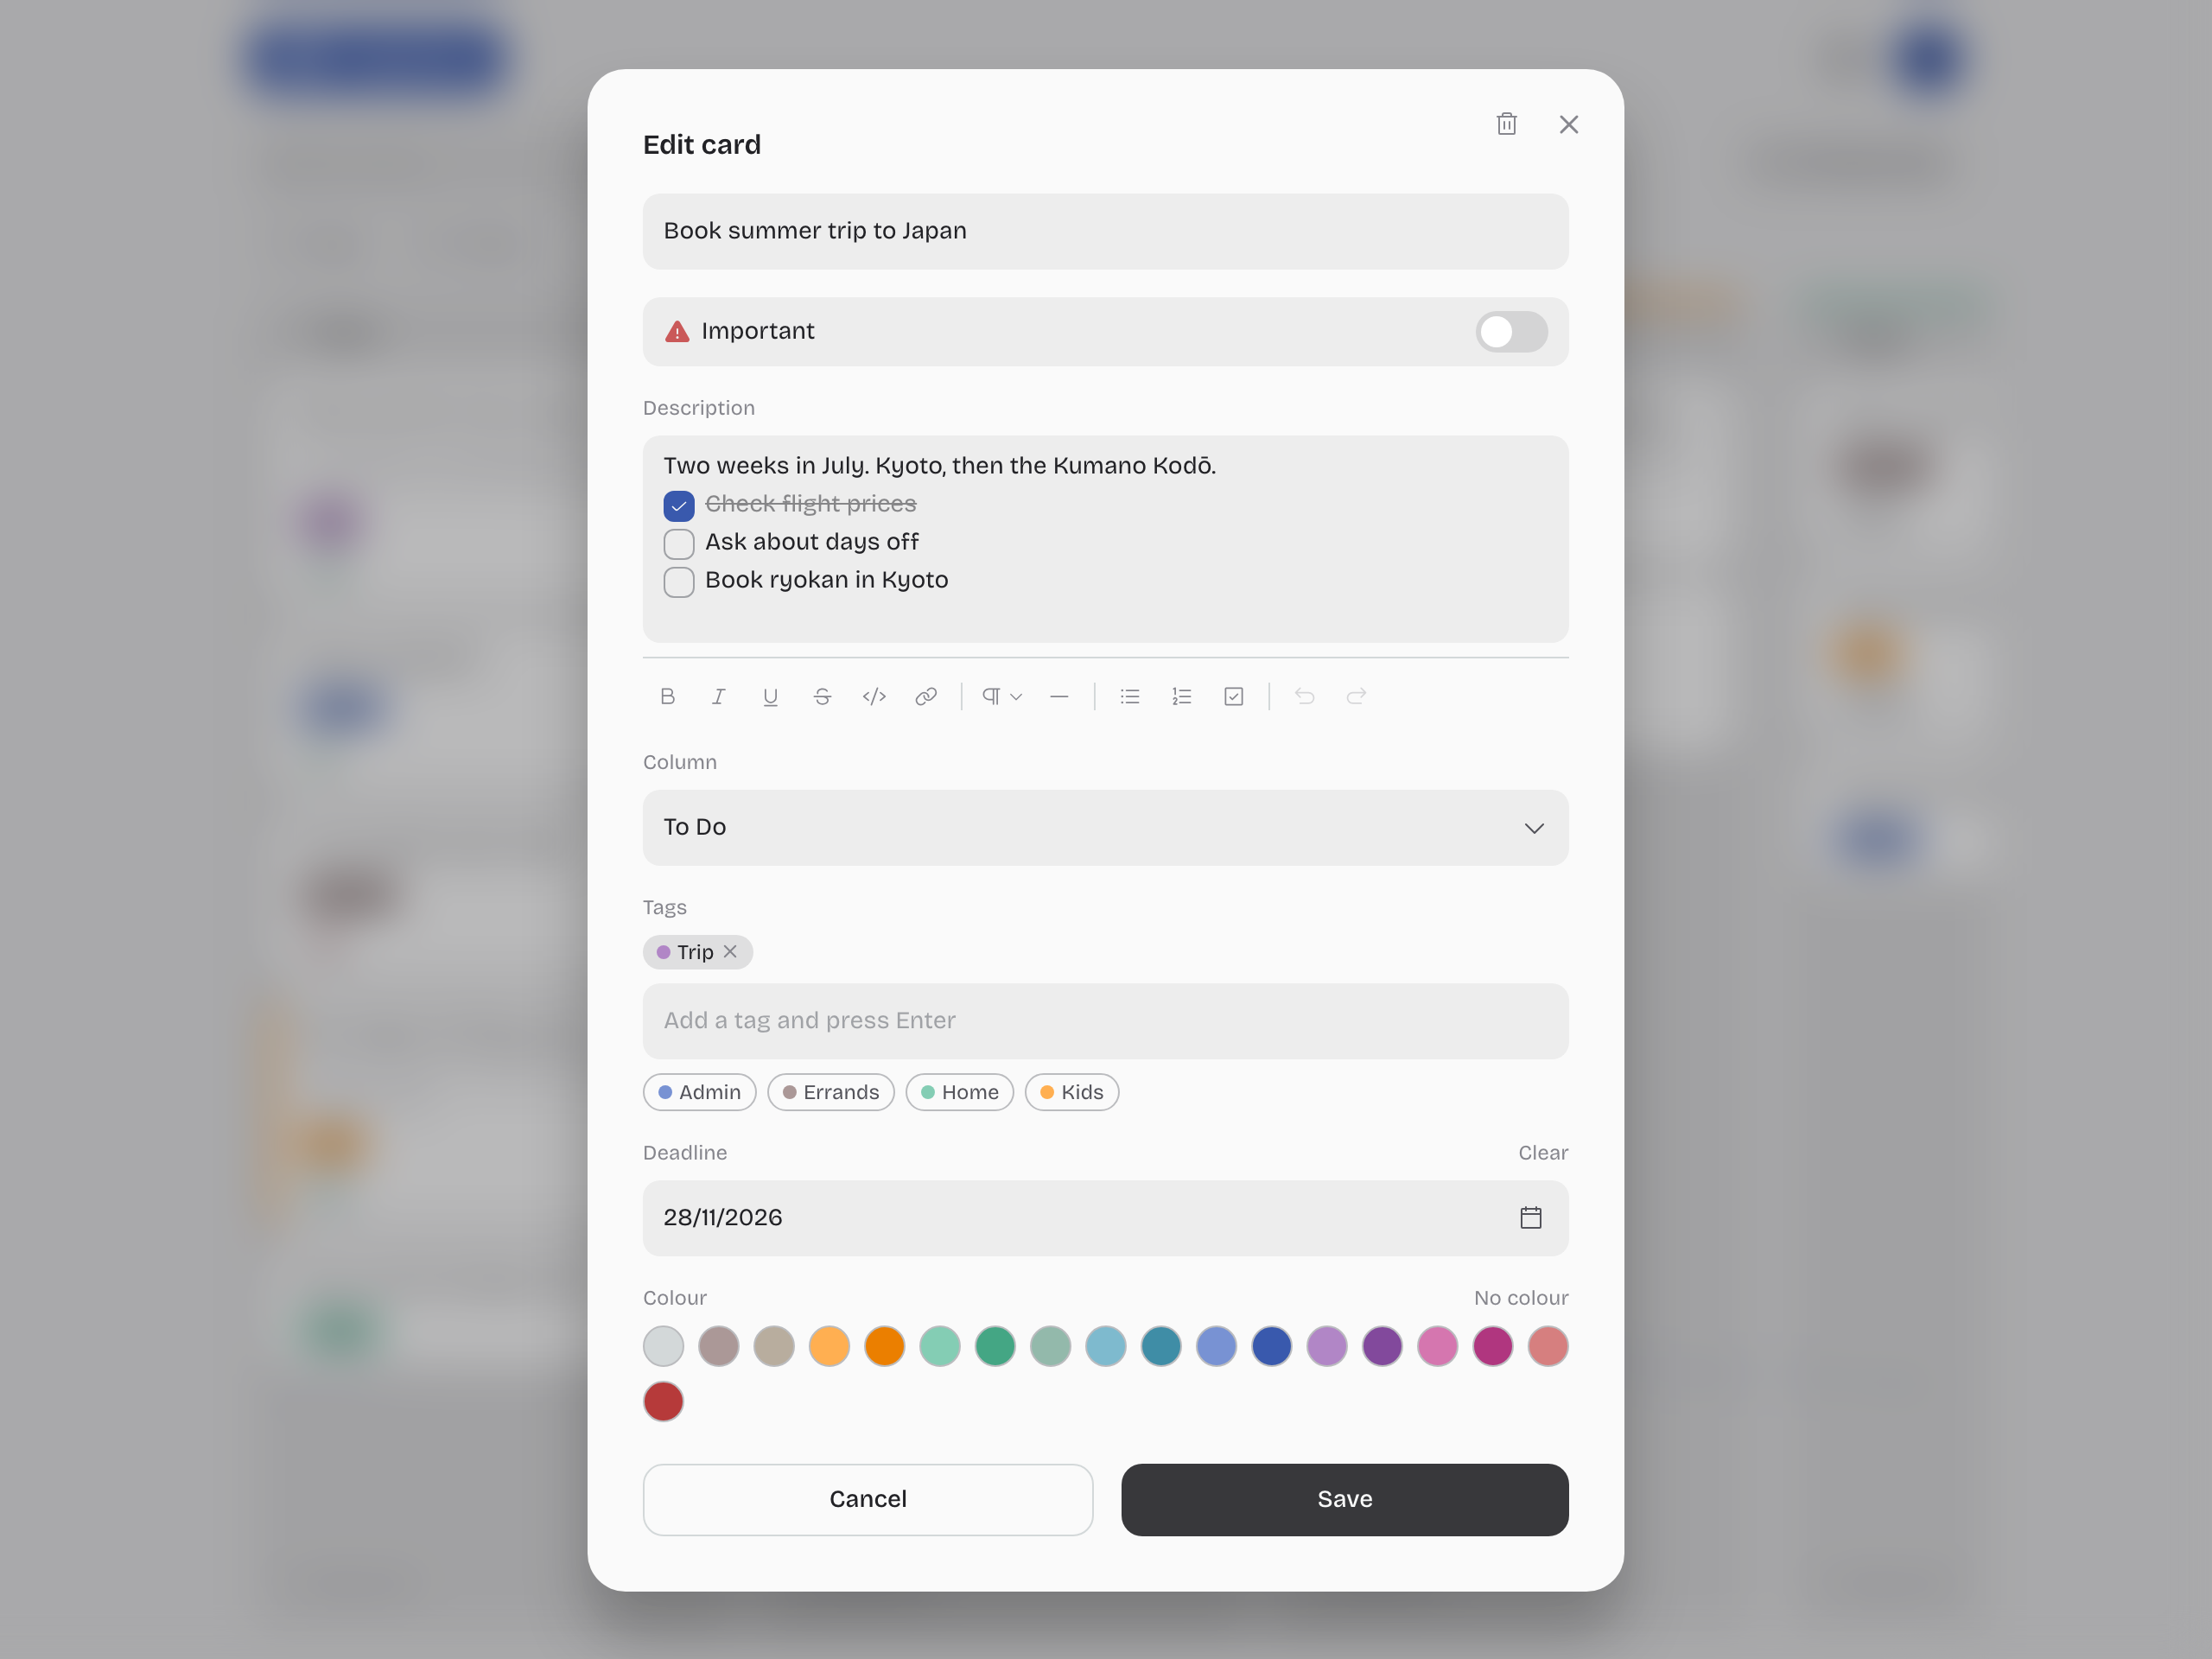 Edit card
Book summer trip to Japan
Important
Description
Two weeks in July. Kyoto, then the Kumano Kodō.
Check flight prices
Ask about days off
Book ryokan in Kyoto
Column
To Do
Tags
Trip
Add a tag and press Enter
Admin Errands Home Kids
Deadline Clear
28/11/2026
Colour No colour
Cancel Save